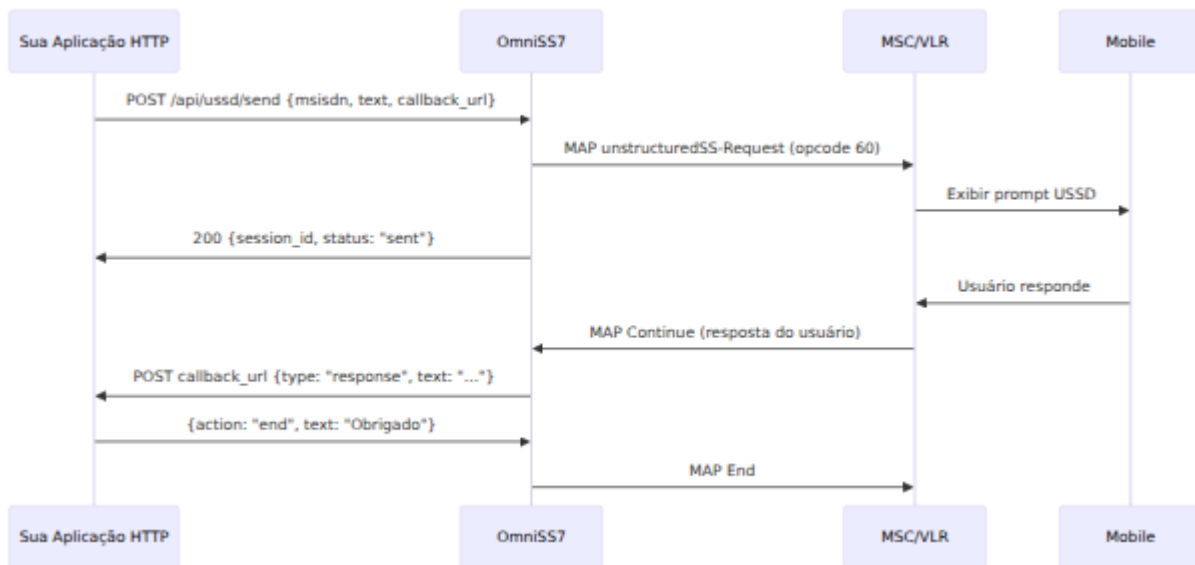 Sua Aplicação HTTP
OmniSS7
MSC/VLR
Mobile
POST /api/ussd/send {msisdn, text, callback_url}
MAP unstructuredSS-Request (opcode 60)
Exibir prompt USSD
200 {session_id, status: "sent"}
Usuário responde
MAP Continue (resposta do usuário)
POST callback_url {type: "response", text: "..."}
{action: "end", text: "Obrigado"}
MAP End
Sua Aplicação HTTP
OmniSS7
MSC/VLR
Mobile